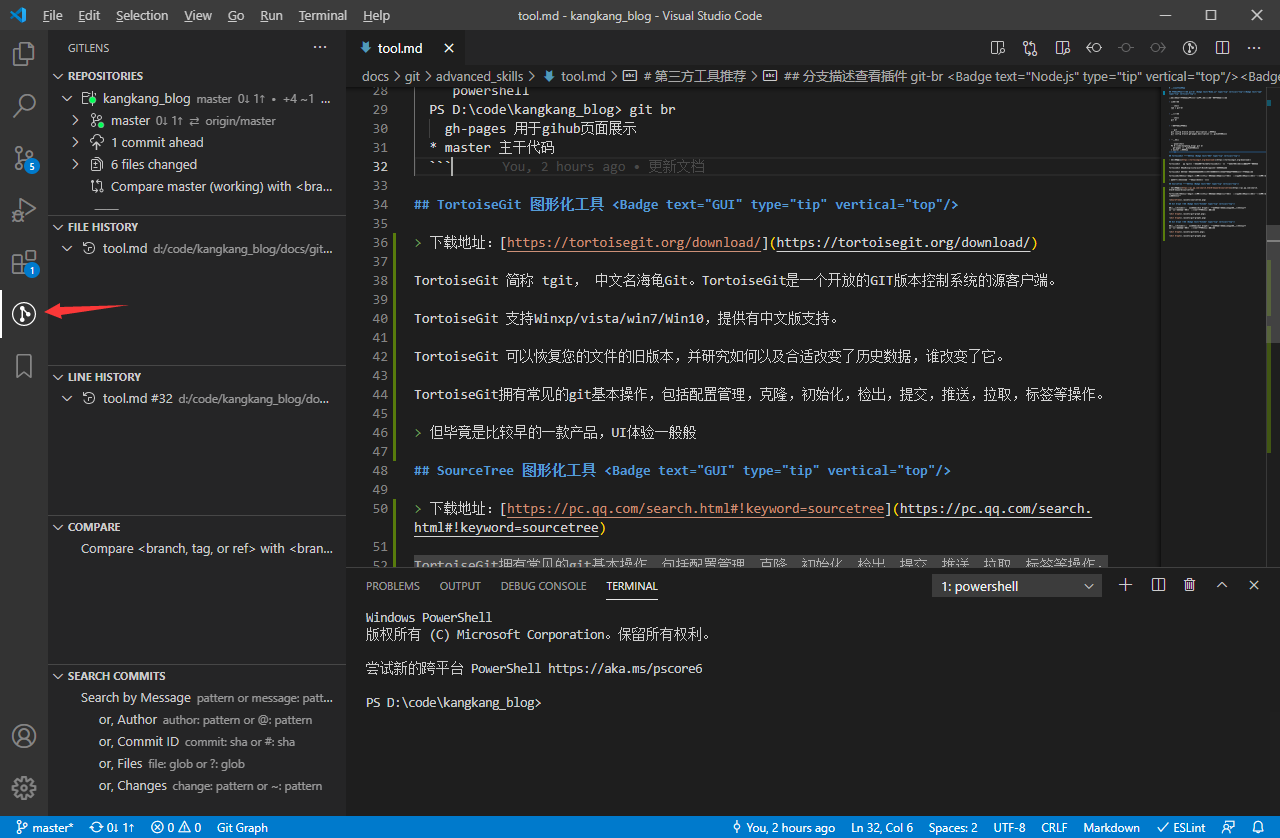 File Edit Selection View Go Run Terminal Help
tool.md - kangkang_blog - Visual Studio Code
GITLENS
REPOSITORIES
kangkang_blog master 0↓ 1↑ • +4 ~1 ...
master 0↓ 1↑ ⇄ origin/master
1 commit ahead
6 files changed
Compare master (working) with <bra...
FILE HISTORY
tool.md d:/code/kangkang_blog/docs/git...
LINE HISTORY
tool.md #32 d:/code/kangkang_blog/do...
COMPARE
Compare <branch, tag, or ref> with <bran...
SEARCH COMMITS
Search by Message pattern or message: patt...
or, Author author: pattern or @: pattern
or, Commit ID commit: sha or #: sha
or, Files file: glob or ?: glob
or, Changes change: pattern or ~: pattern
5
1
tool.md
docs > git > advanced_skills > tool.md > # 第三方工具推荐 > ## 分支描述查看插件 git-br <Badge text="Node.js" type="tip" vertical="top"/><Badg
28 powershell
29 PS D:\code\kangkang_blog> git br
30 gh-pages 用于gihub页面展示
31 * master 主干代码
32 ``` You, 2 hours ago • 更新文档
33
34 ## TortoiseGit 图形化工具 <Badge text="GUI" type="tip" vertical="top"/>
35
36 > 下载地址：[https://tortoisegit.org/download/](https://tortoisegit.org/download/)
37
38 TortoiseGit 简称 tgit， 中文名海龟Git。TortoiseGit是一个开放的GIT版本控制系统的源客户端。
39
40 TortoiseGit 支持Winxp/vista/win7/Win10，提供有中文版支持。
41
42 TortoiseGit 可以恢复您的文件的旧版本，并研究如何以及合适改变了历史数据，谁改变了它。
43
44 TortoiseGit拥有常见的git基本操作，包括配置管理，克隆，初始化，检出，提交，推送，拉取，标签等操作。
45
46 > 但毕竟是比较早的一款产品，UI体验一般般
47
48 ## SourceTree 图形化工具 <Badge text="GUI" type="tip" vertical="top"/>
49
50 > 下载地址：[https://pc.qq.com/search.html#!keyword=sourcetree](https://pc.qq.com/search.
html#!keyword=sourcetree)
51
52 TortoiseGit拥有常见的git基本操作，包括配置管理，克隆，初始化，检出，提交，推送，拉取，标签等操作，
PROBLEMS OUTPUT DEBUG CONSOLE TERMINAL
1: powershell
Windows PowerShell
版权所有 (C) Microsoft Corporation。保留所有权利。
尝试新的跨平台 PowerShell https://aka.ms/pscore6
PS D:\code\kangkang_blog>
master* 0↓ 1↑ 0 0 Git Graph
You, 2 hours ago Ln 32, Col 6 Spaces: 2 UTF-8 CRLF Markdown ESLint